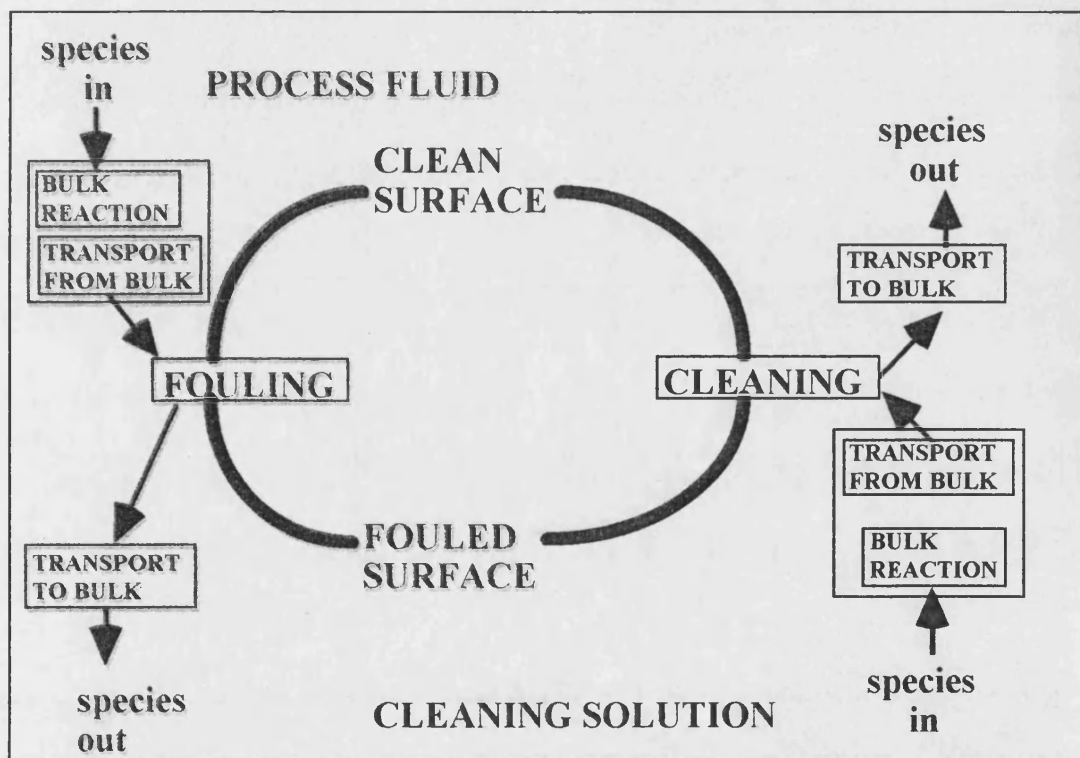 species
in
PROCESS FLUID
BULK
REACTION
TRANSPORT
FROM BULK
CLEAN
SURFACE
species
out
TRANSPORT
TO BULK
FOULING
CLEANING
TRANSPORT
FROM BULK
BULK
REACTION
TRANSPORT
TO BULK
FOULED
SURFACE
species
out
CLEANING SOLUTION
species
in